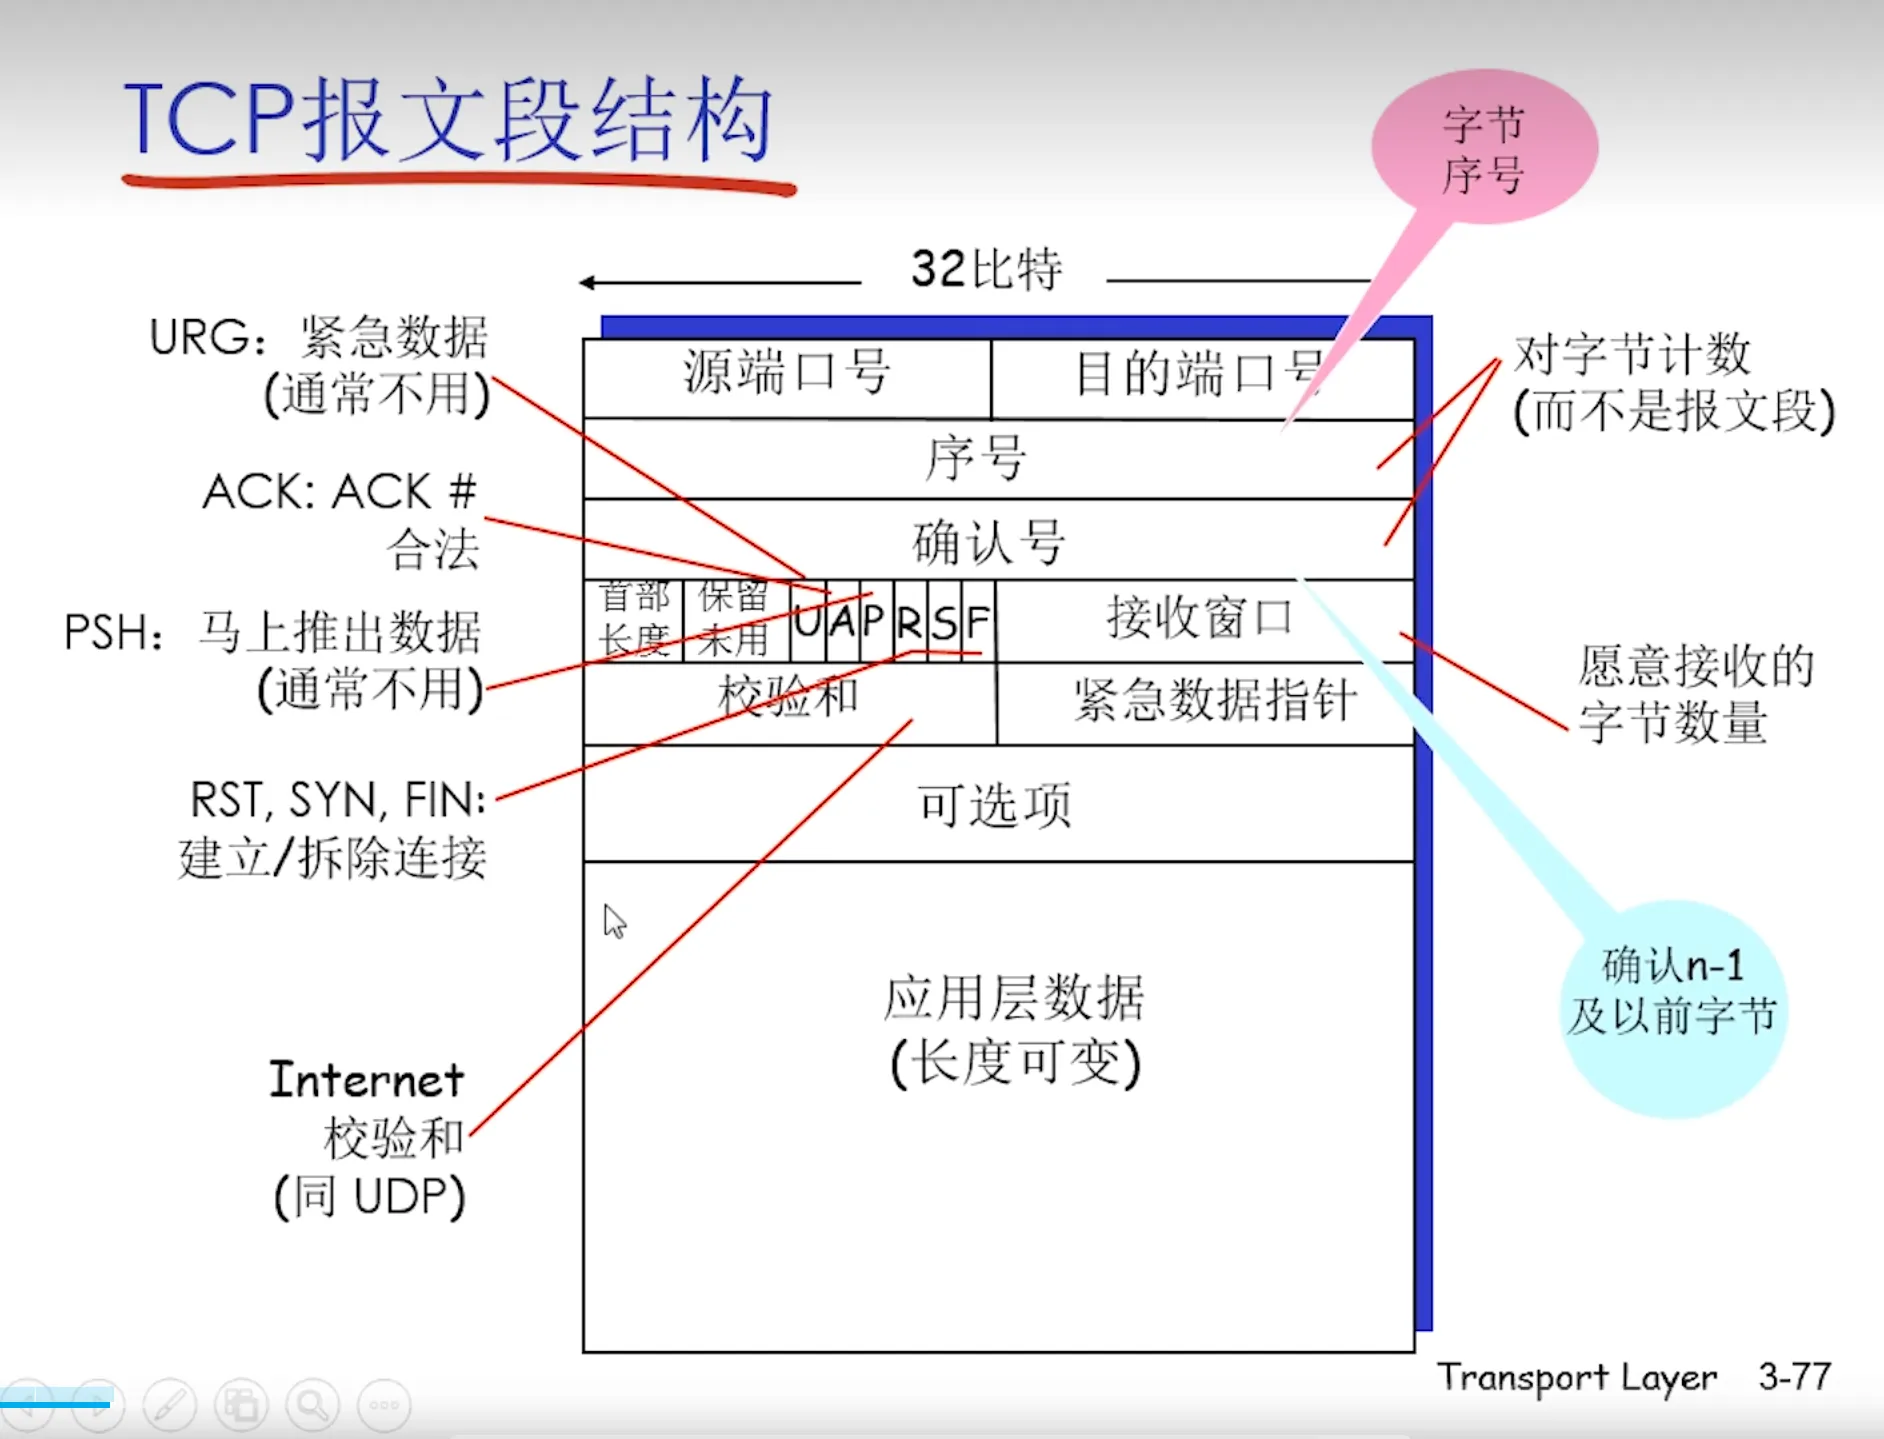 TCP报文段结构
字节
序号
32比特
URG：紧急数据
(通常不用)
ACK: ACK #
合法
PSH：马上推出数据
(通常不用)
RST, SYN, FIN:
建立/拆除连接
Internet
校验和
(同 UDP)
源端口号
目的端口号
序号
确认号
首部
长度
保留
未用
U
A
P
R
S
F
接收窗口
校验和
紧急数据指针
可选项
应用层数据
(长度可变)
对字节计数
(而不是报文段)
愿意接收的
字节数量
确认n-1
及以前字节
Transport Layer 3-77